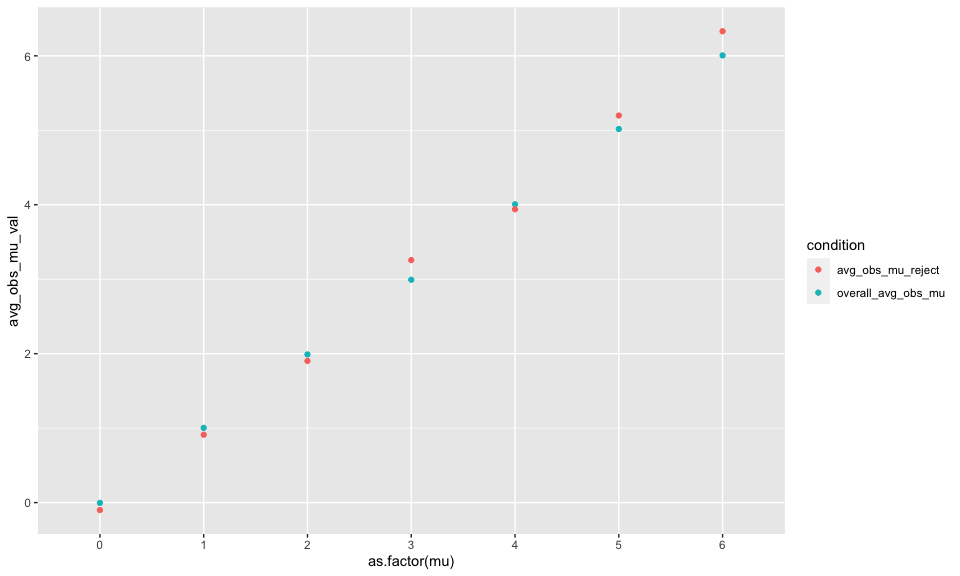 avg_obs_mu_val
6
4
2
0
0 1 2 3 4 5 6
as.factor(mu)
condition
avg_obs_mu_reject
overall_avg_obs_mu